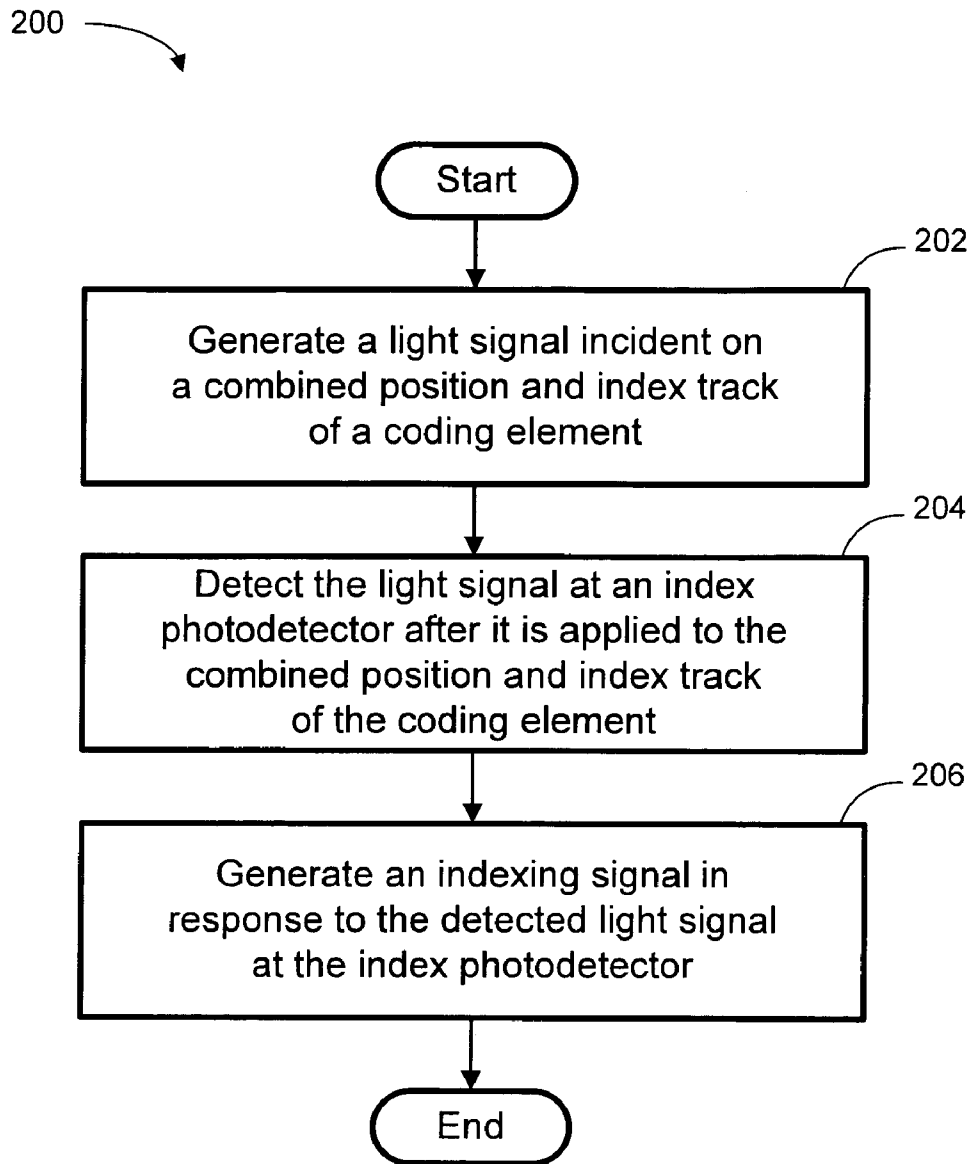 200
Start
202
Generate a light signal incident on
a combined position and index track
of a coding element
204
Detect the light signal at an index
photodetector after it is applied to the
combined position and index track
of the coding element
206
Generate an indexing signal in
response to the detected light signal
at the index photodetector
End